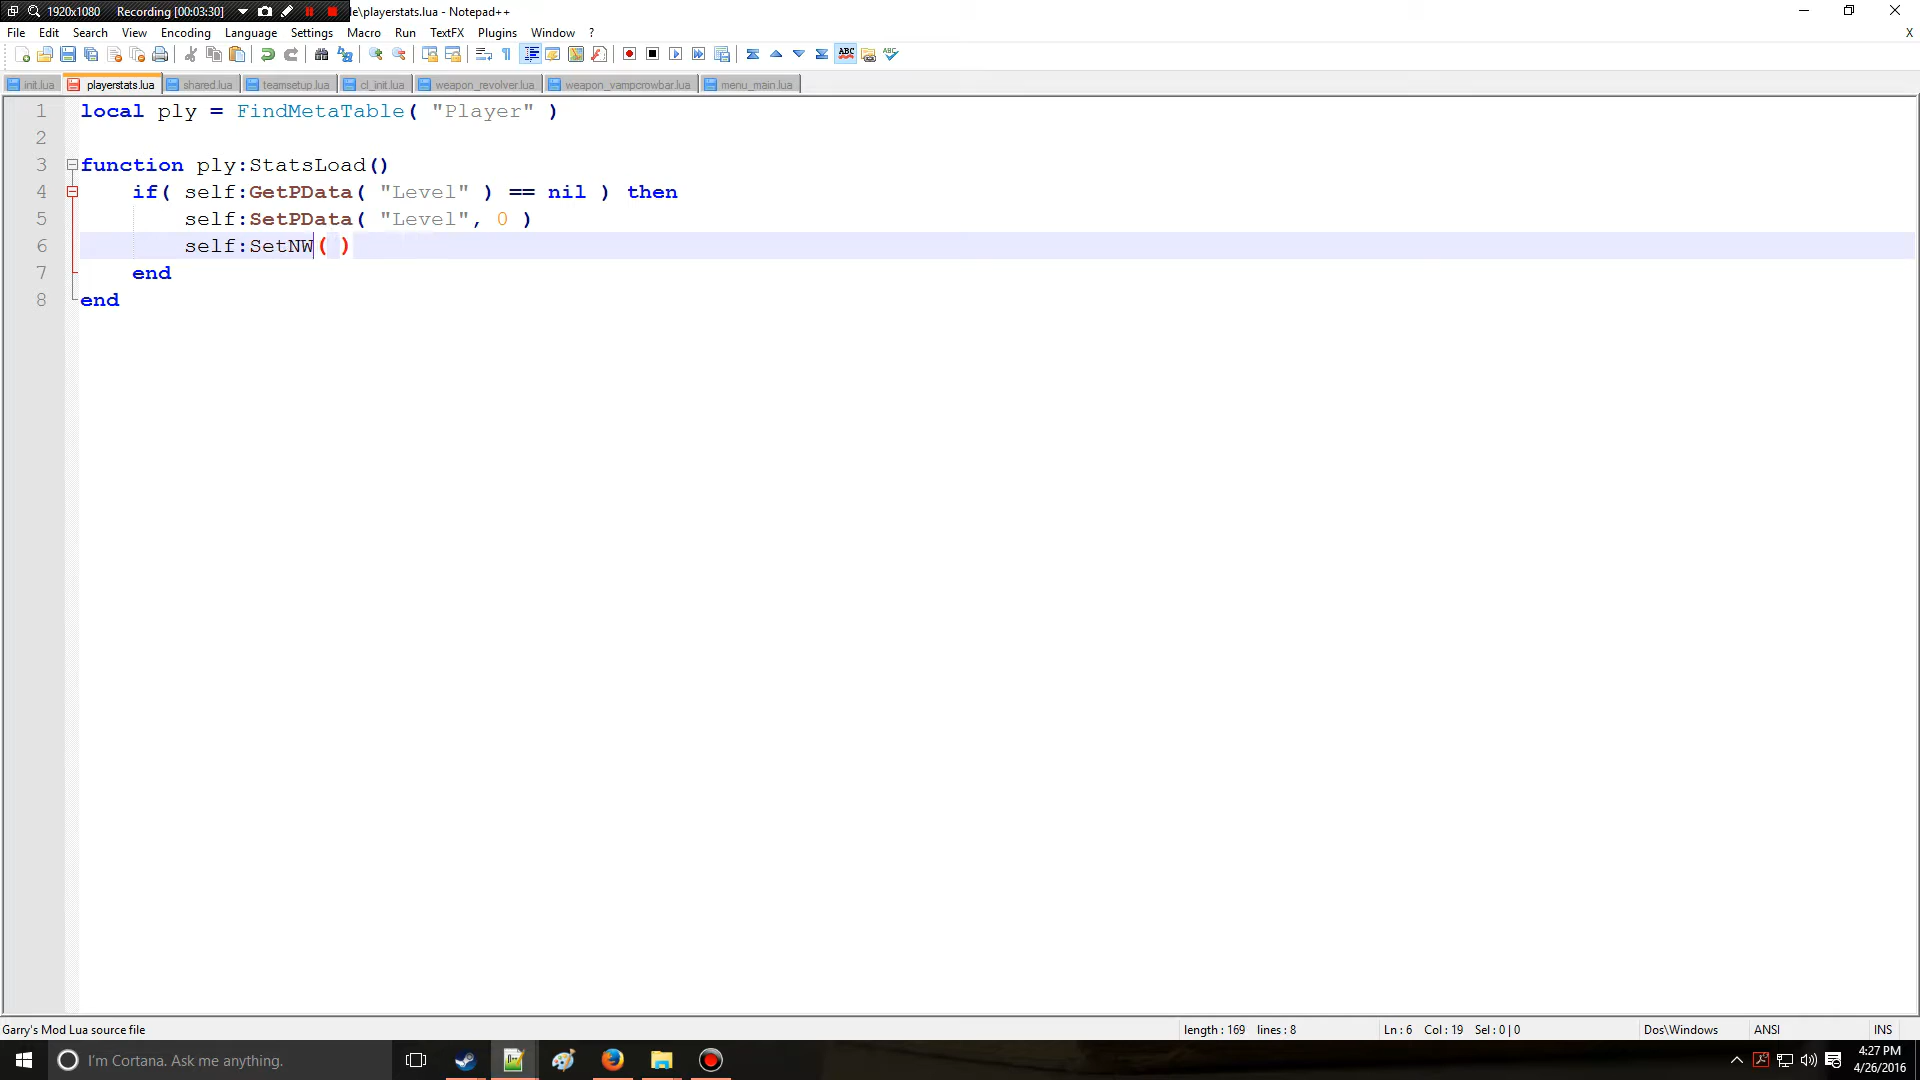 1920x1080 Recording [00:03:30] le\playerstats.lua - Notepad++
File Edit Search View Encoding Language Settings Macro Run TextFX Plugins Window ? X
init.lua playerstats.lua shared.lua teamsetup.lua cl_init.lua weapon_revolver.lua weapon_vampcrowbar.lua menu_main.lua
1 local ply = FindMetaTable( "Player" )
2
3 function ply:StatsLoad()
4 if( self:GetPData( "Level" ) == nil ) then
5 self:SetPData( "Level", 0 )
6 self:SetNW( )
7 end
8 end
Garry's Mod Lua source file length : 169 lines : 8 Ln : 6 Col : 19 Sel : 0 | 0 Dos\Windows ANSI INS
I'm Cortana. Ask me anything.
4:27 PM
4/26/2016